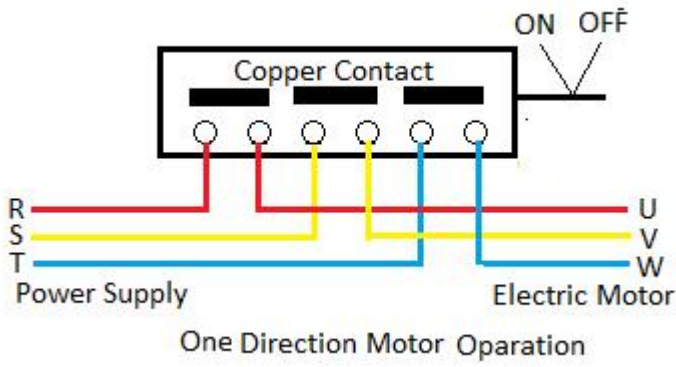 ON OFF
Copper Contact
R U
S V
T W
Power Supply Electric Motor
One Direction Motor Oparation